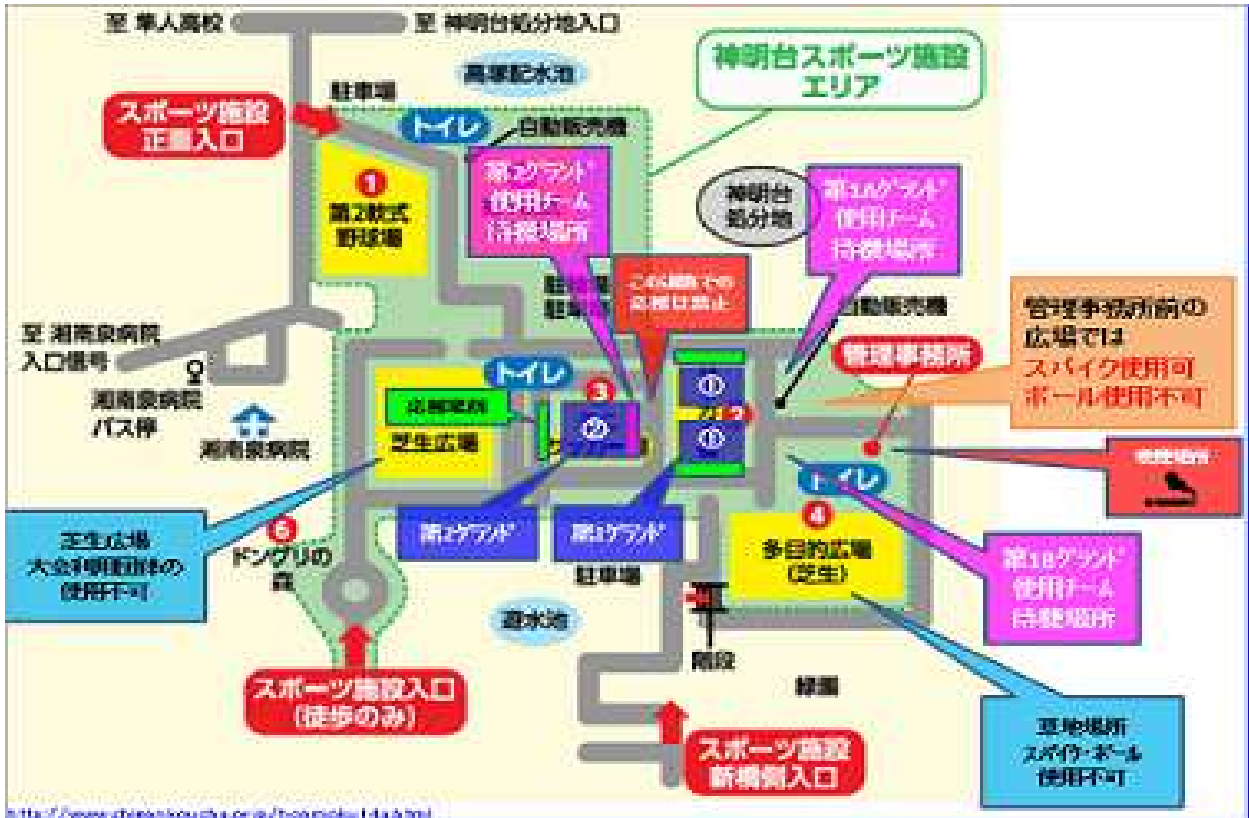 至 隼人高校
至 神明台処分地入口
高塚配水池
神明台スポーツ施設
エリア
駐車場
スポーツ施設
正面入口
トイレ
自動販売機
1
第2軟式
野球場
第2グランド
使用チーム
待機場所
神明台
処分地
第1Aグランド
使用チーム
待機場所
自動販売機
管理事務所
管理事務所前の
広場では
スパイク使用可
ボール使用不可
至 湘南泉病院
入口信号
湘南泉病院
バス停
湘南泉病院
トイレ
3
②
①
①
芝生広場
トイレ
4
多目的広場
(芝生)
第2グランド
第1グランド
駐車場
芝生広場
大会利用団体の
使用不可
ドングリの
森
第1Bグランド
使用チーム
待機場所
遊水池
階段
スポーツ施設入口
(徒歩のみ)
スポーツ施設
新橋側入口
草地場所
スパイク・ボール
使用不可